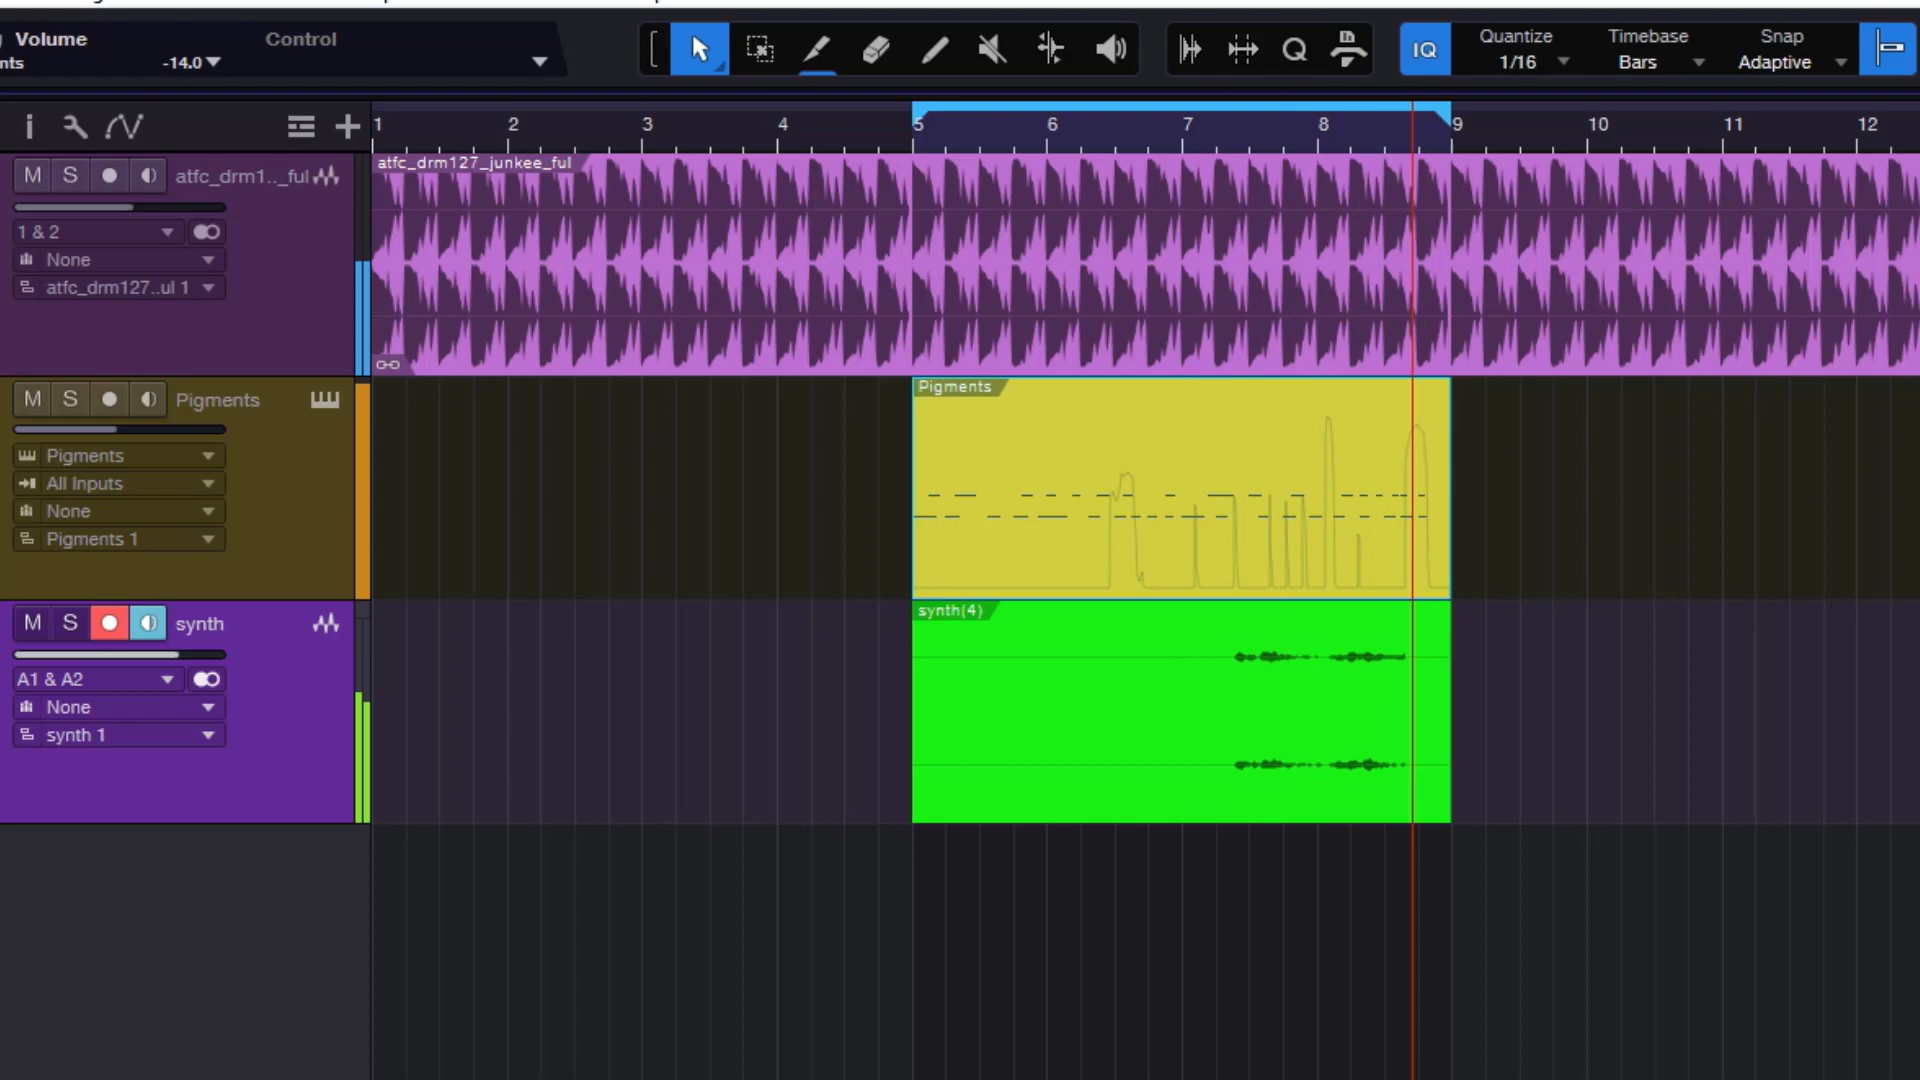 Volume
Control
nts
-14.0
IQ
Quantize
1/16
Timebase
Bars
Snap
Adaptive
1 2 3 4 5 6 7 8 9 10 11 12
M S atfc_drm1.._ful
1 & 2
None
atfc_drm127..ul 1
atfc_drm127_junkee_ful
M S Pigments
Pigments
All Inputs
None
Pigments 1
Pigments
M S synth
A1 & A2
None
synth 1
synth(4)